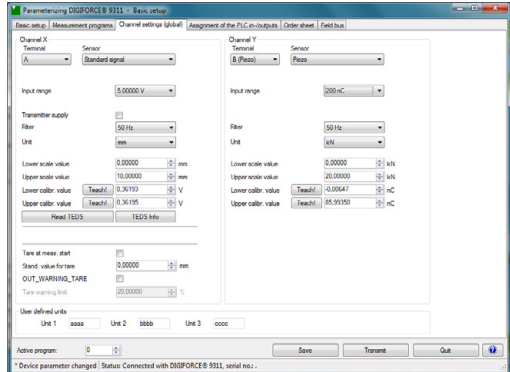 Parameterizing DIGIFORCE® 9311 - Basic setup
Basic setup Measurement programs Channel settings (global) Assignment of the PLC in-/outputs Order sheet Field bus
Channel X
Terminal Sensor
A Standard signal
Input range 5.00000 V
Transmitter supply
Filter 50 Hz
Unit mm
Lower scale value 0,00000 mm
Upper scale value 10,00000 mm
Lower calibr. value Teach! 0,36193 V
Upper calibr. value Teach! 0,36195 V
Read TEDS TEDS Info
Tare at meas. start
Stand. value for tare 0,00000 mm
OUT_WARNING_TARE
Tare warning limit 20,00000 %
Channel Y
Terminal Sensor
B (Piezo) Piezo
Input range 200 nC
Filter 50 Hz
Unit kN
Lower scale value 0,00000 kN
Upper scale value 20,00000 kN
Lower calibr. value Teach! -0,00647 nC
Upper calibr. value Teach! 85,99350 nC
User defined units
Unit 1 aaaa Unit 2 bbbb Unit 3 cccc
Active program: 0 Save Transmit Quit
* Device parameter changed Status: Connected with DIGIFORCE® 9311, serial no.: .